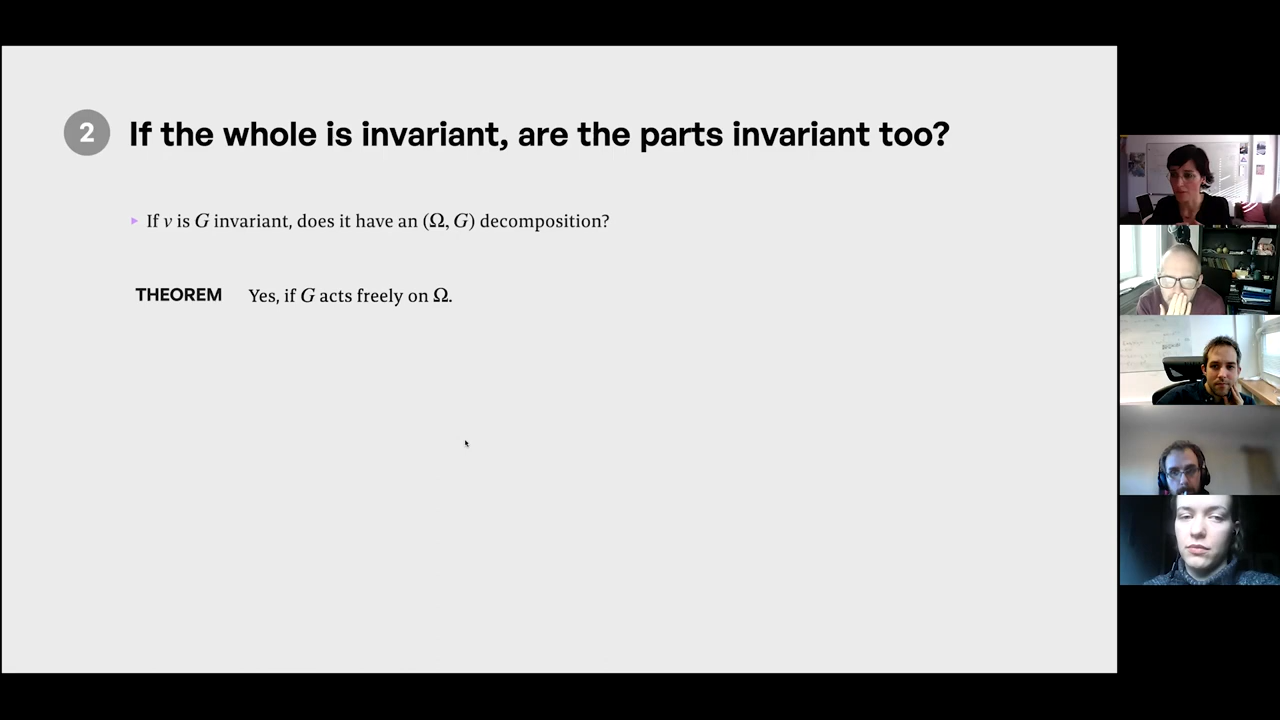 2 If the whole is invariant, are the parts invariant too?
▸ If v is G invariant, does it have an (Ω, G) decomposition?
THEOREM Yes, if G acts freely on Ω.